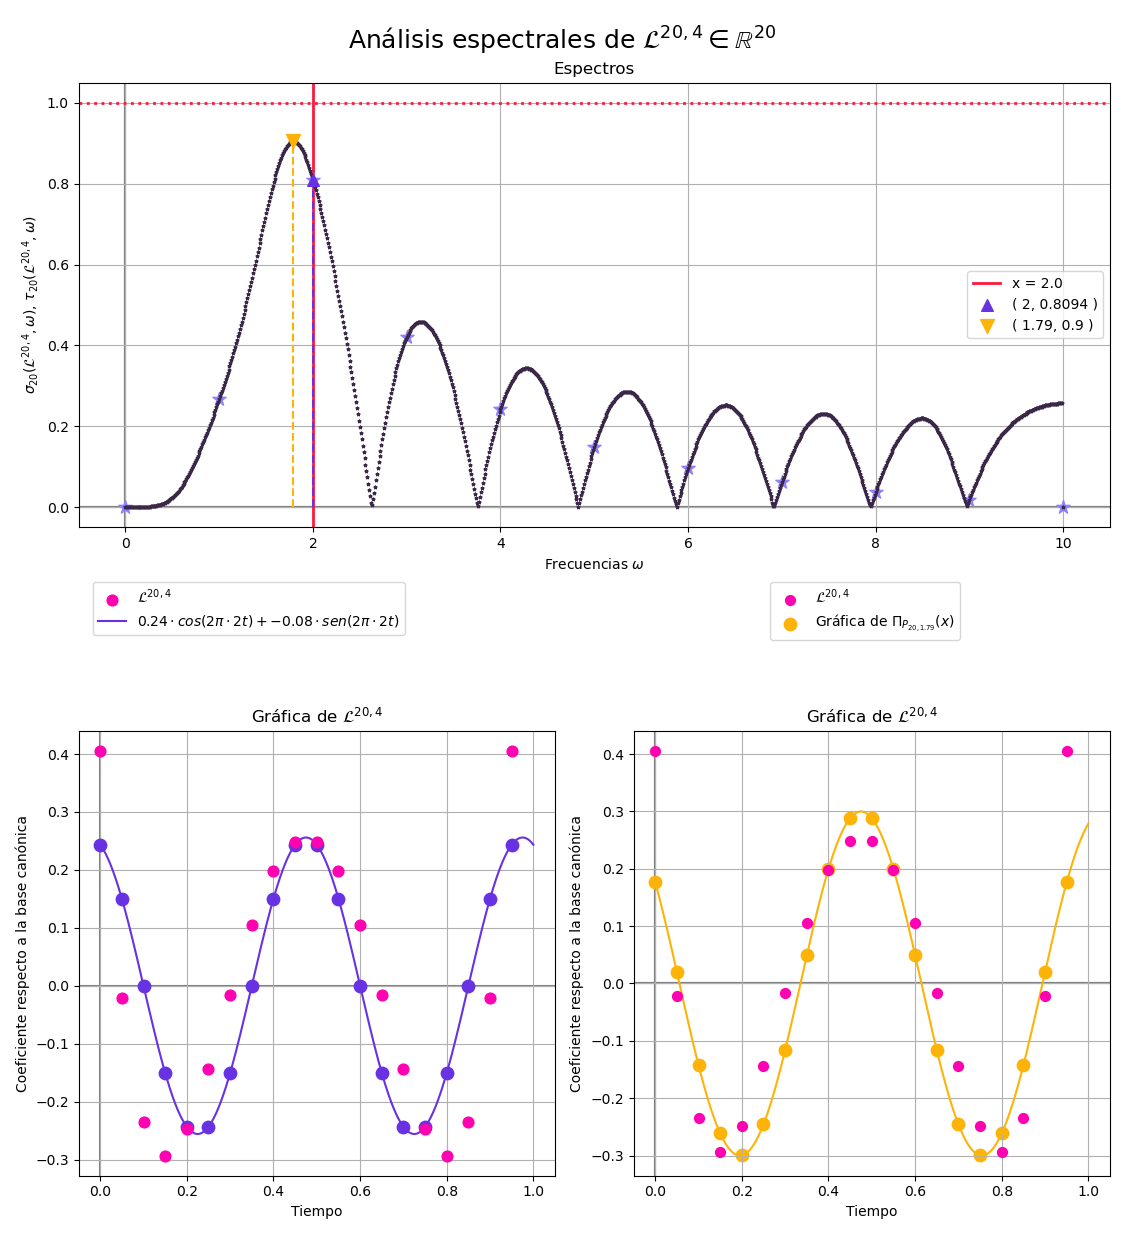 Análisis espectrales de 𝓛^{20,4} ∈ ℝ^{20}
Espectros
σ_{20}(𝓛^{20,4}, ω), τ_{20}(𝓛^{20,4}, ω)
1.0
0.8
0.6
0.4
0.2
0.0
x = 2.0
( 2, 0.8094 )
( 1.79, 0.9 )
0 2 4 6 8 10
Frecuencias ω
𝓛^{20,4}
0.24 · cos(2π · 2t) + −0.08 · sen(2π · 2t)
𝓛^{20,4}
Gráfica de Π_{P_{20,1.79}}(x)
Gráfica de 𝓛^{20,4}
Coeficiente respecto a la base canónica
0.4
0.3
0.2
0.1
0.0
−0.1
−0.2
−0.3
0.0 0.2 0.4 0.6 0.8 1.0
Tiempo
Gráfica de 𝓛^{20,4}
Coeficiente respecto a la base canónica
0.4
0.3
0.2
0.1
0.0
−0.1
−0.2
−0.3
0.0 0.2 0.4 0.6 0.8 1.0
Tiempo